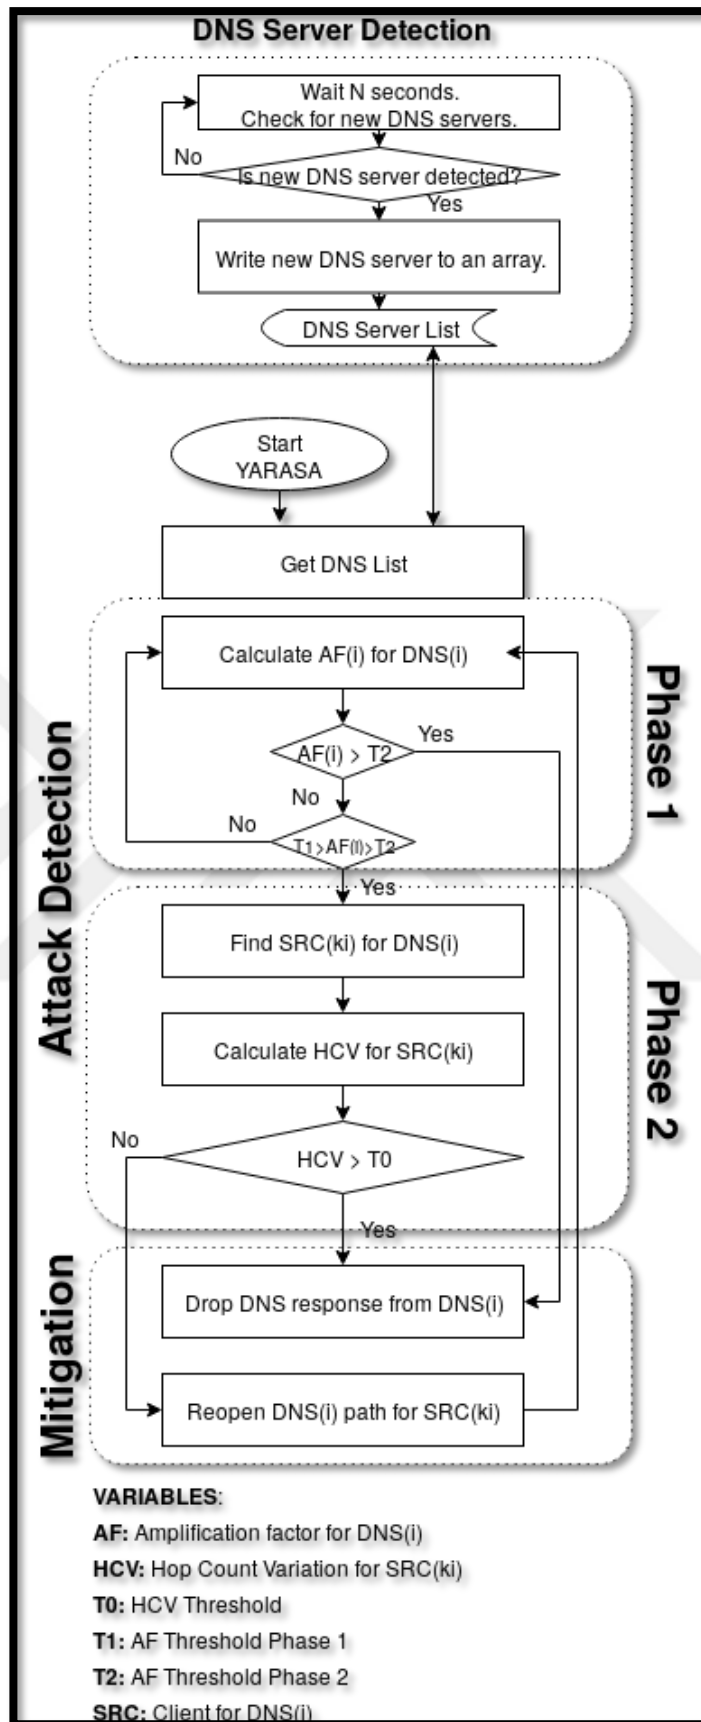 DNS Server Detection
Wait N seconds.
Check for new DNS servers.
No
Is new DNS server detected?
Yes
Write new DNS server to an array.
DNS Server List
Start
YARASA
Get DNS List
Calculate AF(i) for DNS(i)
Phase 1
Yes
AF(i) > T2
No
No
T1>AF(i)>T2
Attack Detection
Yes
Find SRC(ki) for DNS(i)
Phase 2
Calculate HCV for SRC(ki)
No
HCV > T0
Yes
Mitigation
Drop DNS response from DNS(i)
Reopen DNS(i) path for SRC(ki)
VARIABLES:
AF: Amplification factor for DNS(i)
HCV: Hop Count Variation for SRC(ki)
T0: HCV Threshold
T1: AF Threshold Phase 1
T2: AF Threshold Phase 2
SRC: Client for DNS(i)